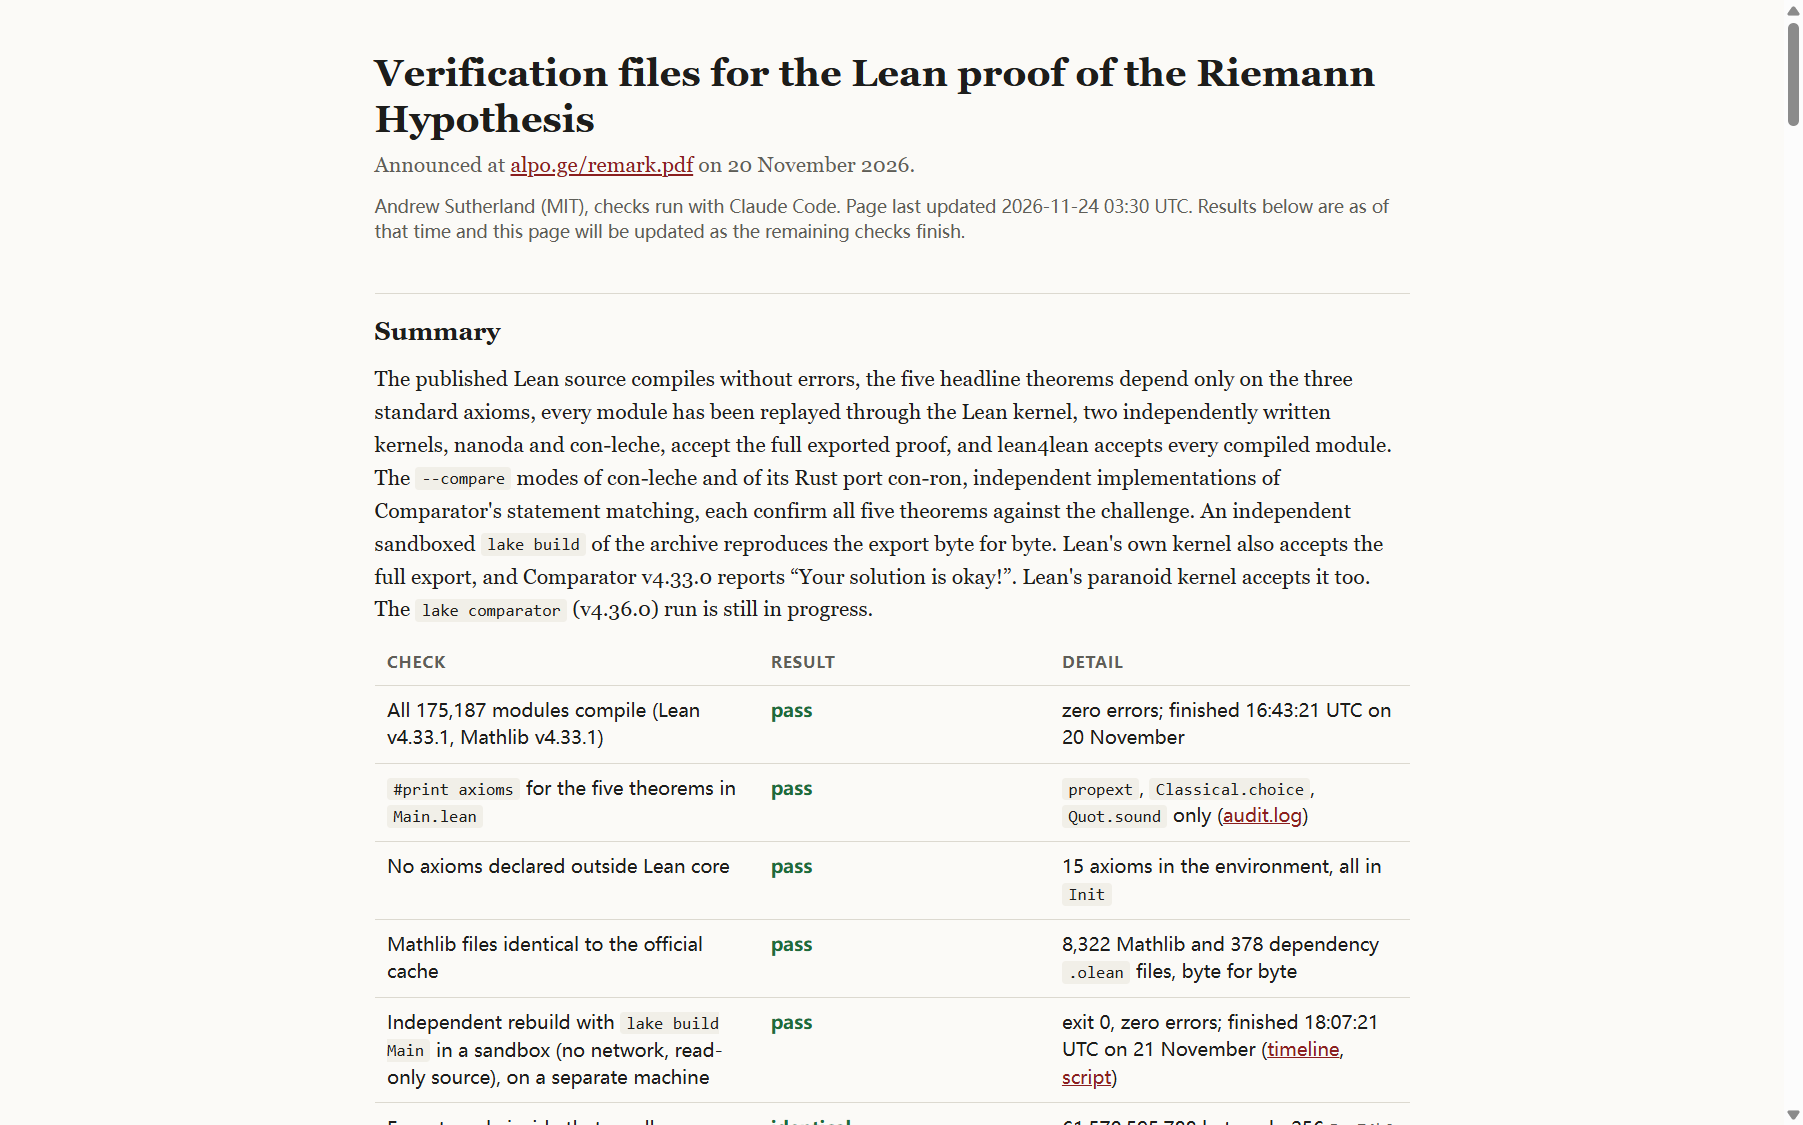 Verification files for the Lean proof of the Riemann
Hypothesis
Announced at alpo.ge/remark.pdf on 20 November 2026.
Andrew Sutherland (MIT), checks run with Claude Code. Page last updated 2026-11-24 03:30 UTC. Results below are as of
that time and this page will be updated as the remaining checks finish.
Summary
The published Lean source compiles without errors, the five headline theorems depend only on the three
standard axioms, every module has been replayed through the Lean kernel, two independently written
kernels, nanoda and con-leche, accept the full exported proof, and lean4lean accepts every compiled module.
The --compare modes of con-leche and of its Rust port con-ron, independent implementations of
Comparator's statement matching, each confirm all five theorems against the challenge. An independent
sandboxed lake build of the archive reproduces the export byte for byte. Lean's own kernel also accepts the
full export, and Comparator v4.33.0 reports “Your solution is okay!”. Lean's paranoid kernel accepts it too.
The lake comparator (v4.36.0) run is still in progress.
CHECK RESULT DETAIL
All 175,187 modules compile (Lean
v4.33.1, Mathlib v4.33.1)
pass
zero errors; finished 16:43:21 UTC on
20 November
#print axioms for the five theorems in
Main.lean
pass
propext, Classical.choice,
Quot.sound only (audit.log)
No axioms declared outside Lean core
pass
15 axioms in the environment, all in
Init
Mathlib files identical to the official
cache
pass
8,322 Mathlib and 378 dependency
.olean files, byte for byte
Independent rebuild with lake build
Main in a sandbox (no network, read-
only source), on a separate machine
pass
exit 0, zero errors; finished 18:07:21
UTC on 21 November (timeline,
script)
identical